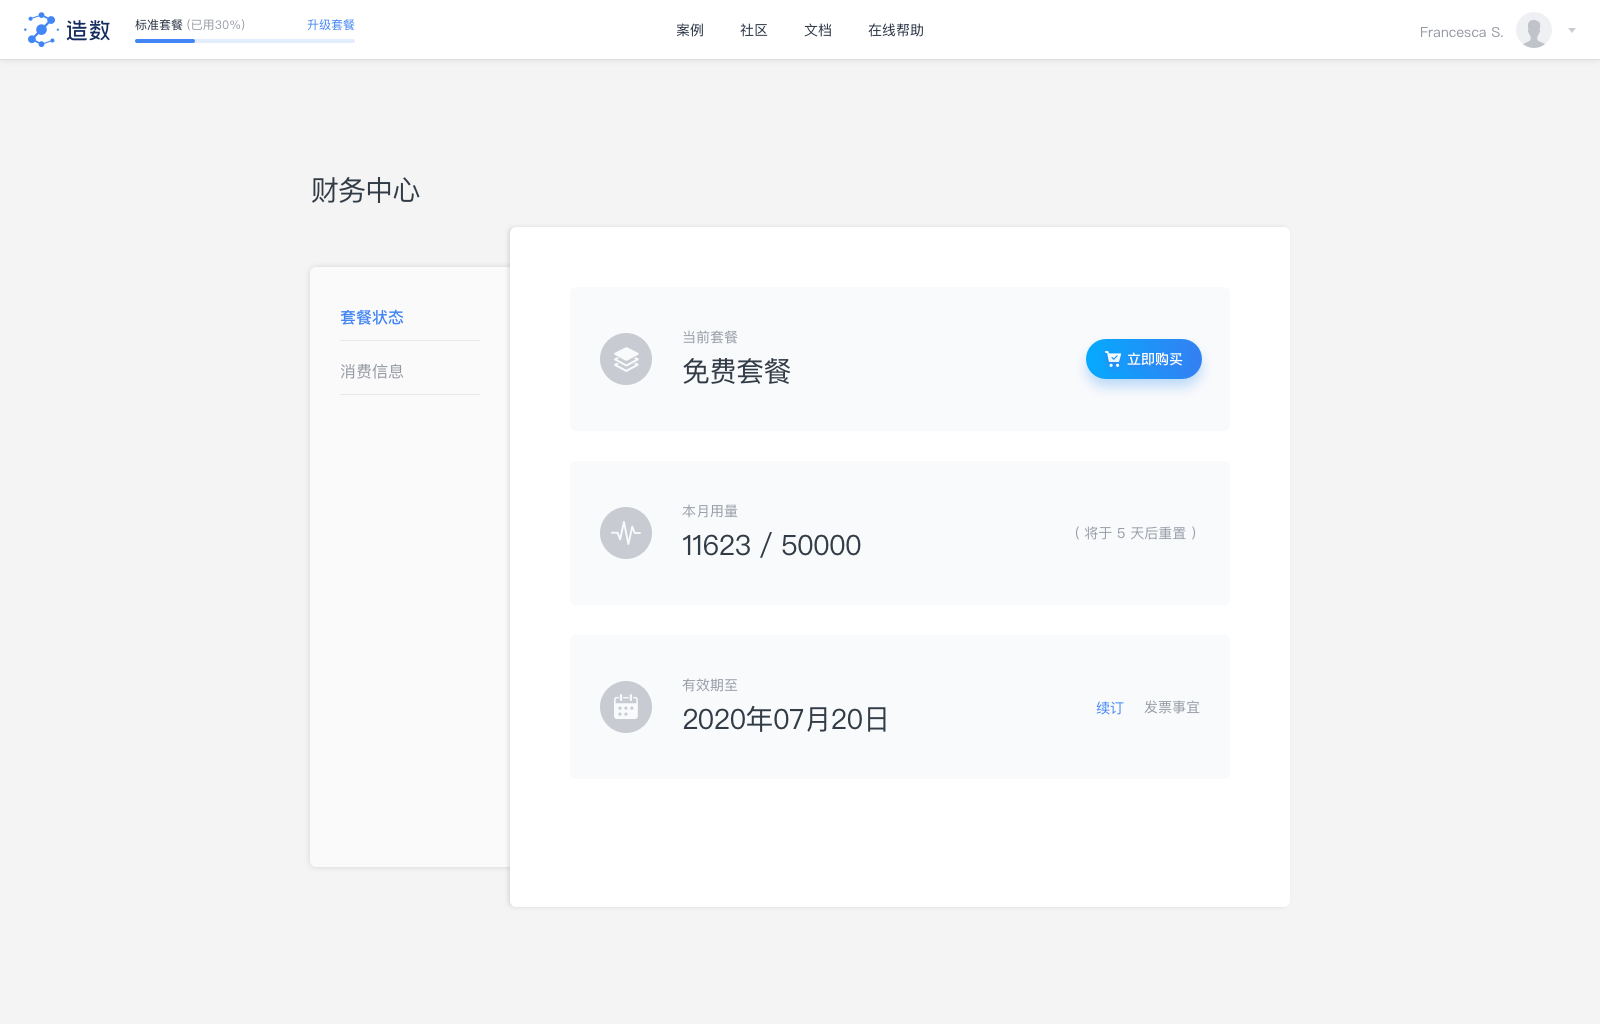 造数
标准套餐 (已用30%) 升级套餐
案例 社区 文档 在线帮助
Francesca S.
财务中心
套餐状态
消费信息
当前套餐
免费套餐
立即购买
本月用量
11623 / 50000
( 将于 5 天后重置 )
有效期至
2020年07月20日
续订 发票事宜